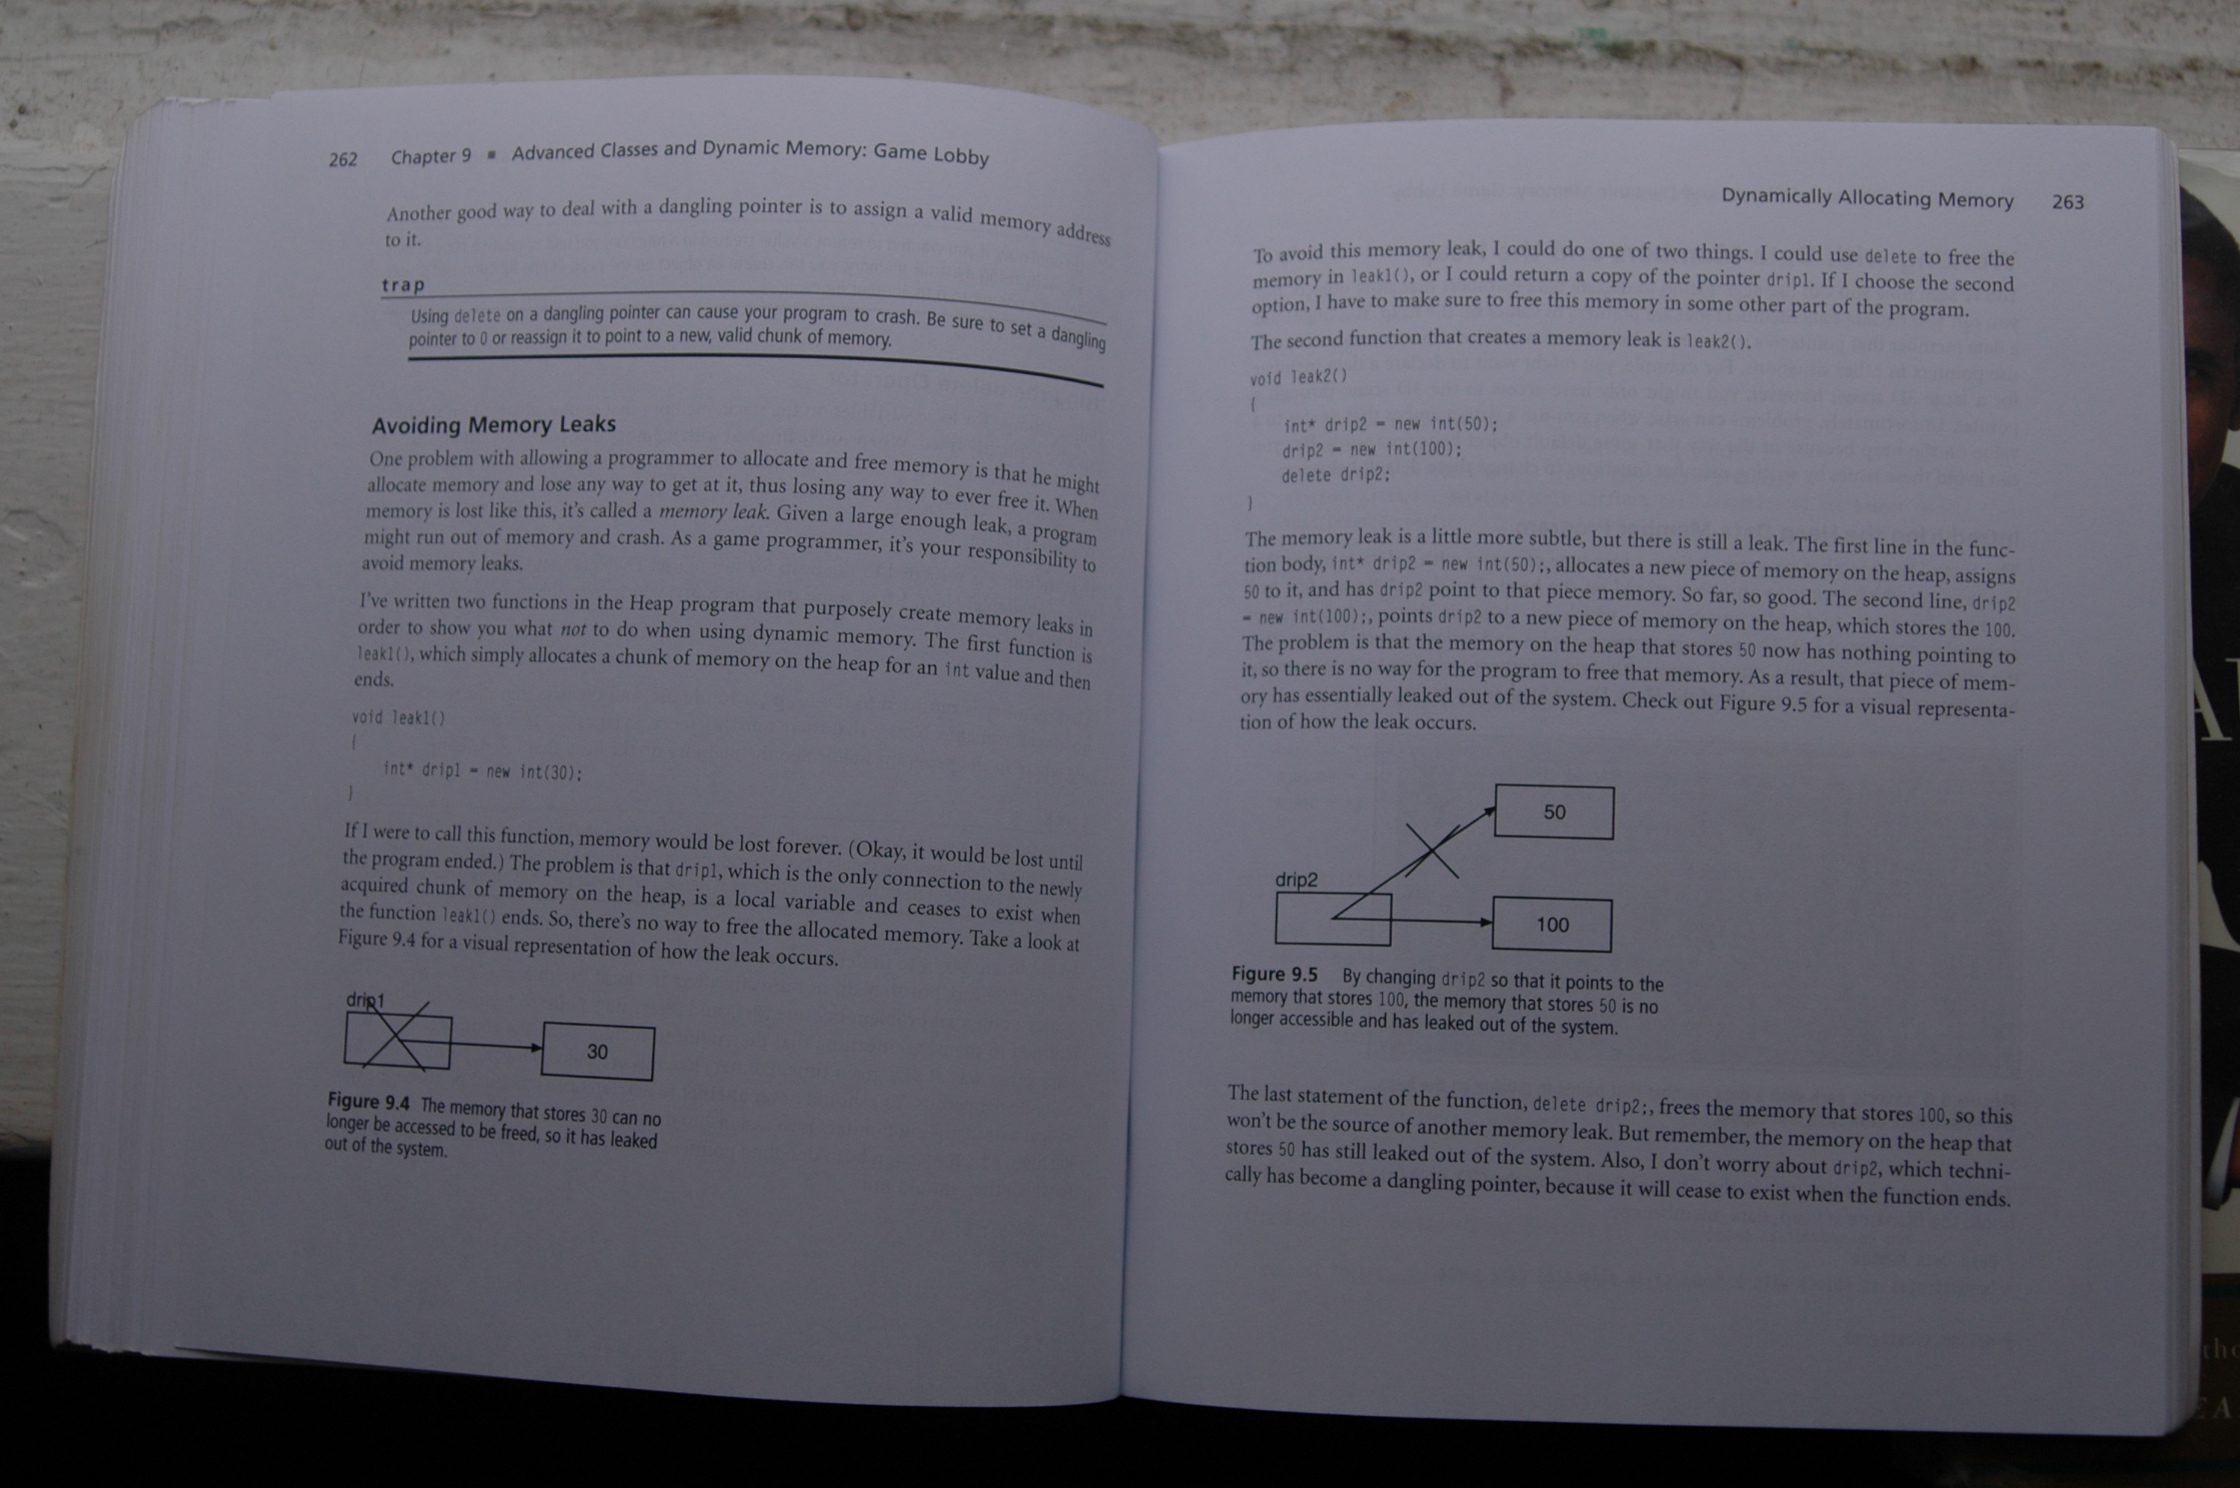 262 Chapter 9 ■ Advanced Classes and Dynamic Memory: Game Lobby
Another good way to deal with a dangling pointer is to assign a valid memory address
to it.
trap
Using delete on a dangling pointer can cause your program to crash. Be sure to set a dangling
pointer to 0 or reassign it to point to a new, valid chunk of memory.
Avoiding Memory Leaks
One problem with allowing a programmer to allocate and free memory is that he might
allocate memory and lose any way to get at it, thus losing any way to ever free it. When
memory is lost like this, it's called a memory leak. Given a large enough leak, a program
might run out of memory and crash. As a game programmer, it's your responsibility to
avoid memory leaks.
I've written two functions in the Heap program that purposely create memory leaks in
order to show you what not to do when using dynamic memory. The first function is
leak1(), which simply allocates a chunk of memory on the heap for an int value and then
ends.
void leak1()
{
int* drip1 = new int(30);
}
If I were to call this function, memory would be lost forever. (Okay, it would be lost until
the program ended.) The problem is that drip1, which is the only connection to the newly
acquired chunk of memory on the heap, is a local variable and ceases to exist when
the function leak1() ends. So, there's no way to free the allocated memory. Take a look at
Figure 9.4 for a visual representation of how the leak occurs.
drip1
30
Figure 9.4 The memory that stores 30 can no
longer be accessed to be freed, so it has leaked
out of the system.
Dynamically Allocating Memory 263
To avoid this memory leak, I could do one of two things. I could use delete to free the
memory in leak1(), or I could return a copy of the pointer drip1. If I choose the second
option, I have to make sure to free this memory in some other part of the program.
The second function that creates a memory leak is leak2().
void leak2()
{
int* drip2 = new int(50);
drip2 = new int(100);
delete drip2;
}
The memory leak is a little more subtle, but there is still a leak. The first line in the func-
tion body, int* drip2 = new int(50);, allocates a new piece of memory on the heap, assigns
50 to it, and has drip2 point to that piece memory. So far, so good. The second line, drip2
= new int(100);, points drip2 to a new piece of memory on the heap, which stores the 100.
The problem is that the memory on the heap that stores 50 now has nothing pointing to
it, so there is no way for the program to free that memory. As a result, that piece of mem-
ory has essentially leaked out of the system. Check out Figure 9.5 for a visual representa-
tion of how the leak occurs.
50
drip2
100
Figure 9.5 By changing drip2 so that it points to the
memory that stores 100, the memory that stores 50 is no
longer accessible and has leaked out of the system.
The last statement of the function, delete drip2;, frees the memory that stores 100, so this
won't be the source of another memory leak. But remember, the memory on the heap that
stores 50 has still leaked out of the system. Also, I don't worry about drip2, which techni-
cally has become a dangling pointer, because it will cease to exist when the function ends.